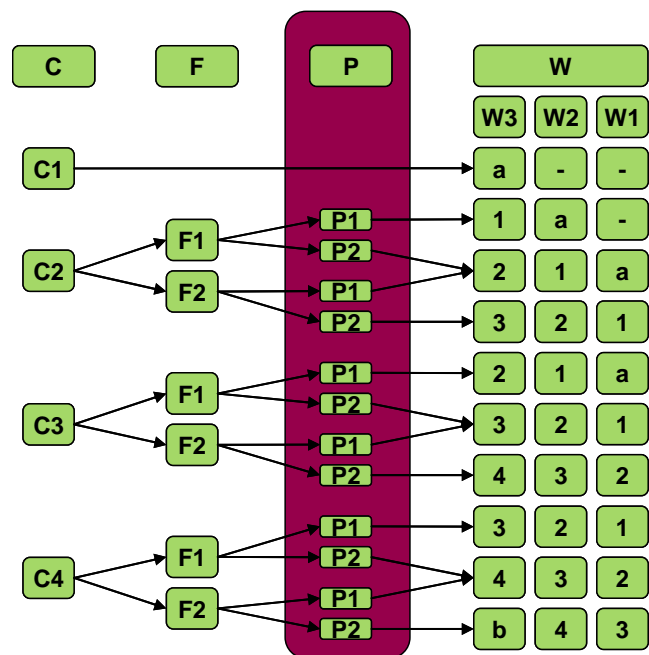 C F P W
W3 W2 W1
C1 a - -
P1 1 a -
F1
P2
C2 2 1 a
F2 P1
P2 3 2 1
P1 2 1 a
F1
P2
C3 3 2 1
F2 P1
P2 4 3 2
P1 3 2 1
F1 P2
C4 4 3 2
F2 P1
P2 b 4 3